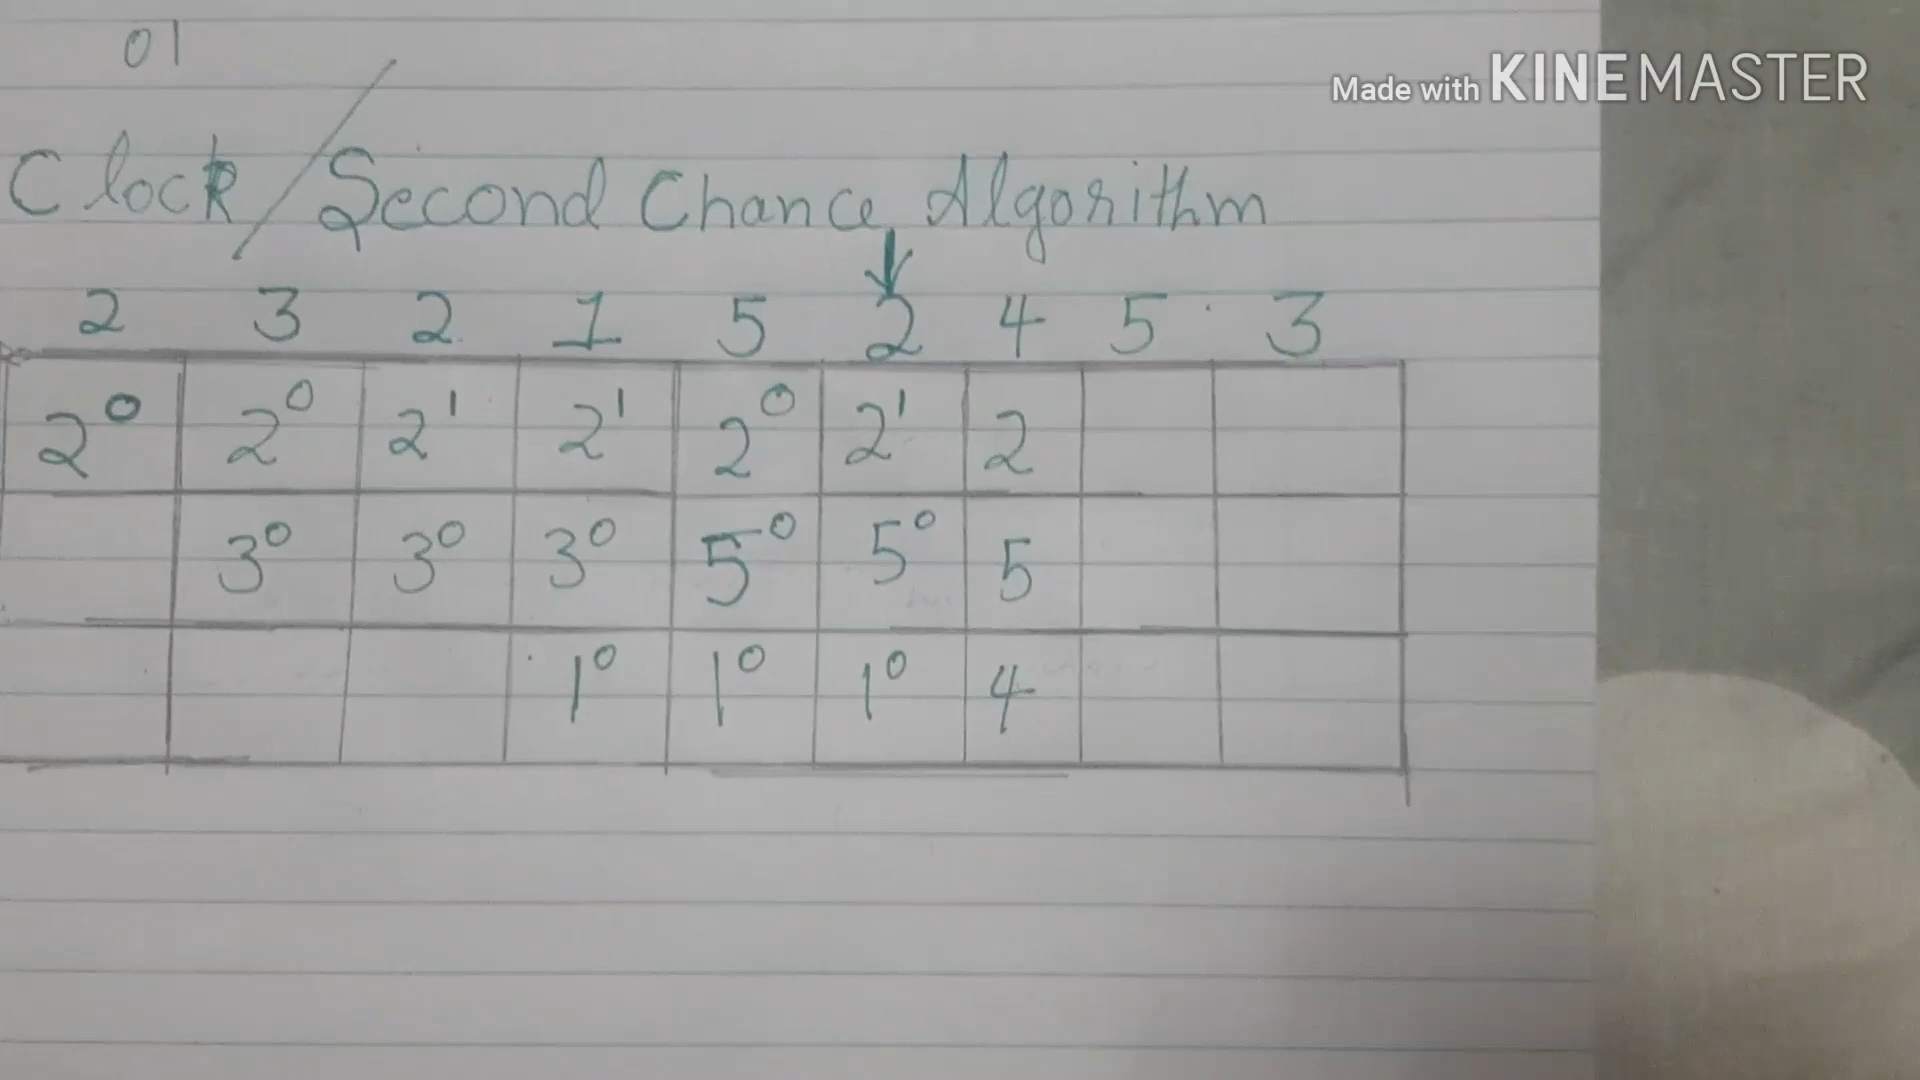 01
Made with KINEMASTER
Clock/Second Chance Algorithm
2 3 2 1 5 2 4 5 3
2⁰ 2⁰ 2¹ 2¹ 2⁰ 2¹ 2
3⁰ 3⁰ 3⁰ 5⁰ 5⁰ 5
1⁰ 1⁰ 1⁰ 4